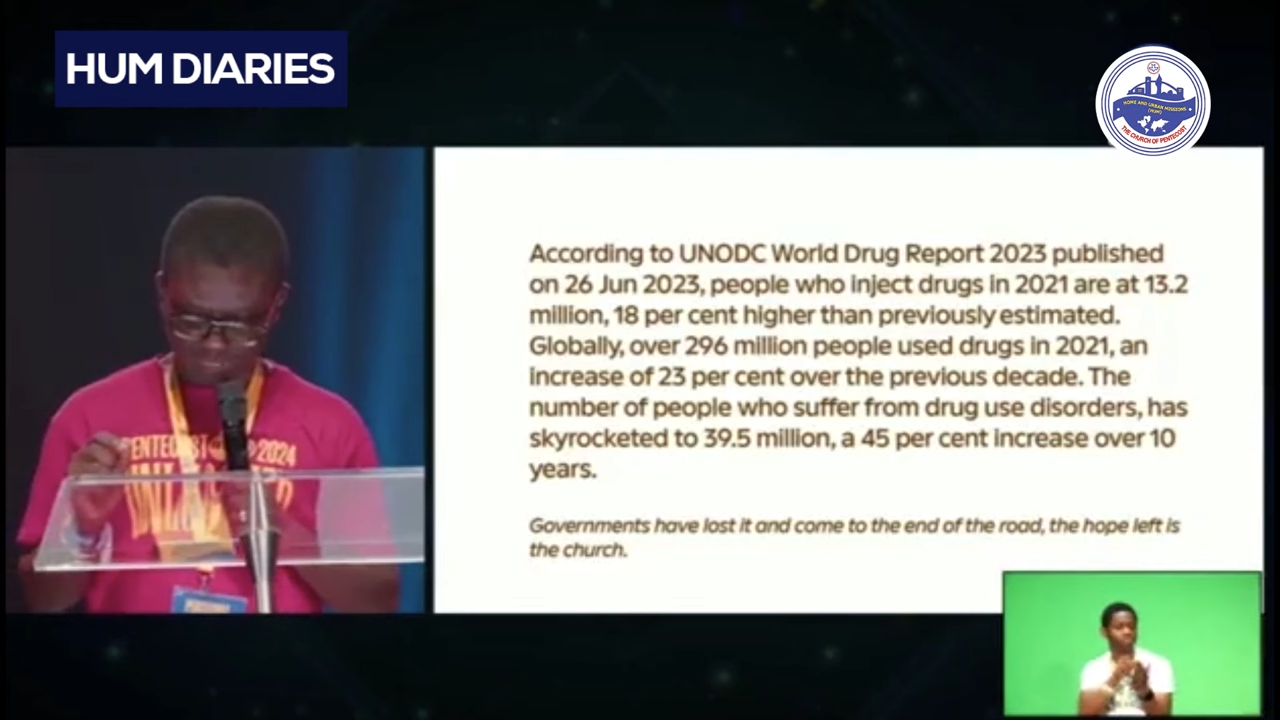 HUM DIARIES
HOME AND URBAN MISSIONS
(HUM)
THE CHURCH OF PENTECOST
According to UNODC World Drug Report 2023 published
on 26 Jun 2023, people who inject drugs in 2021 are at 13.2
million, 18 per cent higher than previously estimated.
Globally, over 296 million people used drugs in 2021, an
increase of 23 per cent over the previous decade. The
number of people who suffer from drug use disorders, has
skyrocketed to 39.5 million, a 45 per cent increase over 10
years.
Governments have lost it and come to the end of the road, the hope left is
the church.
2024